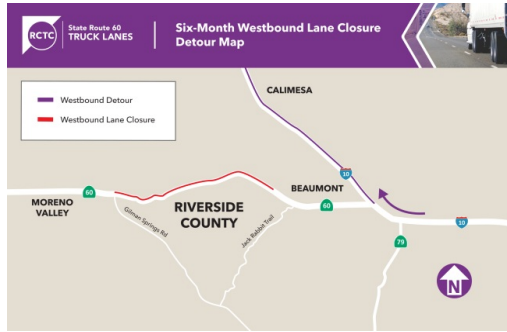 RCTC
State Route 60
TRUCK LANES
Six-Month Westbound Lane Closure
Detour Map
Westbound Detour
Westbound Lane Closure
CALIMESA
10
BEAUMONT
60
MORENO
VALLEY
RIVERSIDE
COUNTY
60
10
Gilman Springs Rd
Jack Rabbit Trail
79
N